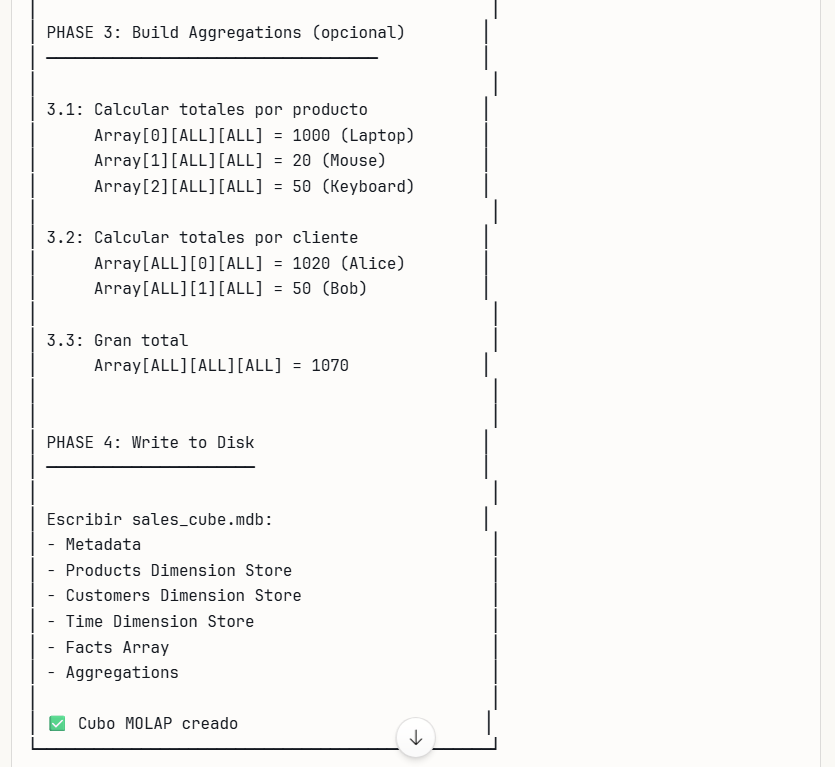 PHASE 3: Build Aggregations (opcional)
3.1: Calcular totales por producto
Array[0][ALL][ALL] = 1000 (Laptop)
Array[1][ALL][ALL] = 20 (Mouse)
Array[2][ALL][ALL] = 50 (Keyboard)
3.2: Calcular totales por cliente
Array[ALL][0][ALL] = 1020 (Alice)
Array[ALL][1][ALL] = 50 (Bob)
3.3: Gran total
Array[ALL][ALL][ALL] = 1070
PHASE 4: Write to Disk
Escribir sales_cube.mdb:
- Metadata
- Products Dimension Store
- Customers Dimension Store
- Time Dimension Store
- Facts Array
- Aggregations
✅ Cubo MOLAP creado